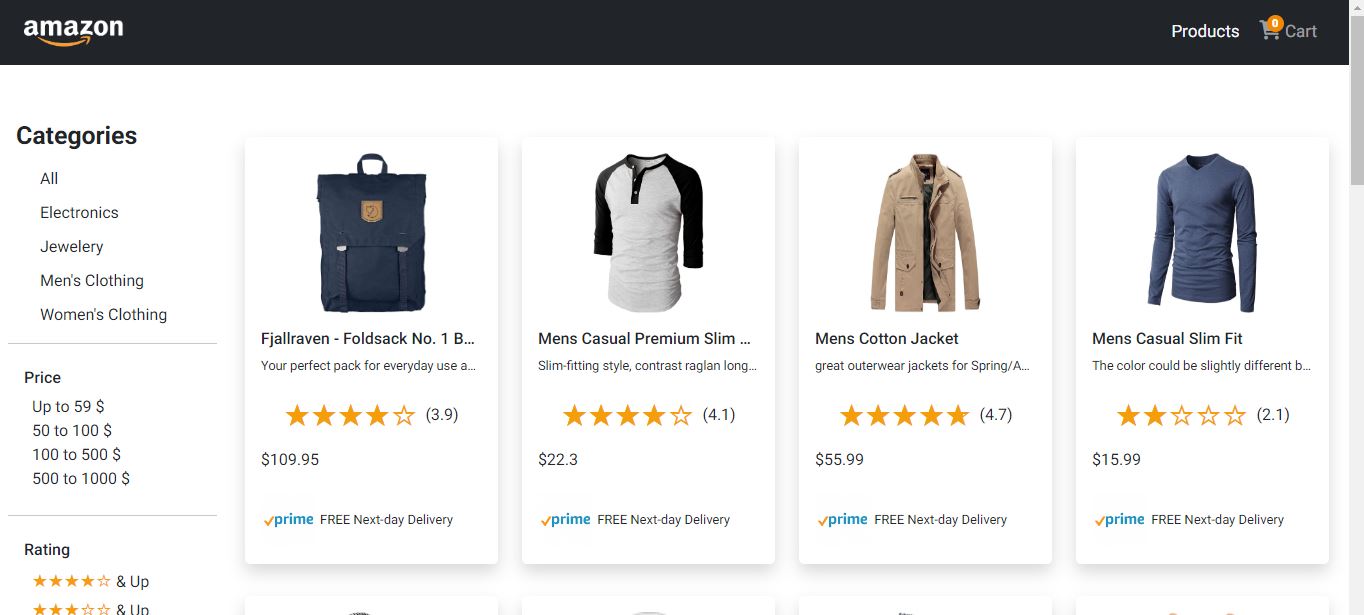 amazon
Products
0
Cart
Categories
All
Electronics
Jewelery
Men's Clothing
Women's Clothing
Price
Up to 59 $
50 to 100 $
100 to 500 $
500 to 1000 $
Rating
& Up
& Up
Fjallraven - Foldsack No. 1 B...
Your perfect pack for everyday use a...
(3.9)
$109.95
prime FREE Next-day Delivery
Mens Casual Premium Slim ...
Slim-fitting style, contrast raglan long...
(4.1)
$22.3
prime FREE Next-day Delivery
Mens Cotton Jacket
great outerwear jackets for Spring/A...
(4.7)
$55.99
prime FREE Next-day Delivery
Mens Casual Slim Fit
The color could be slightly different b...
(2.1)
$15.99
prime FREE Next-day Delivery